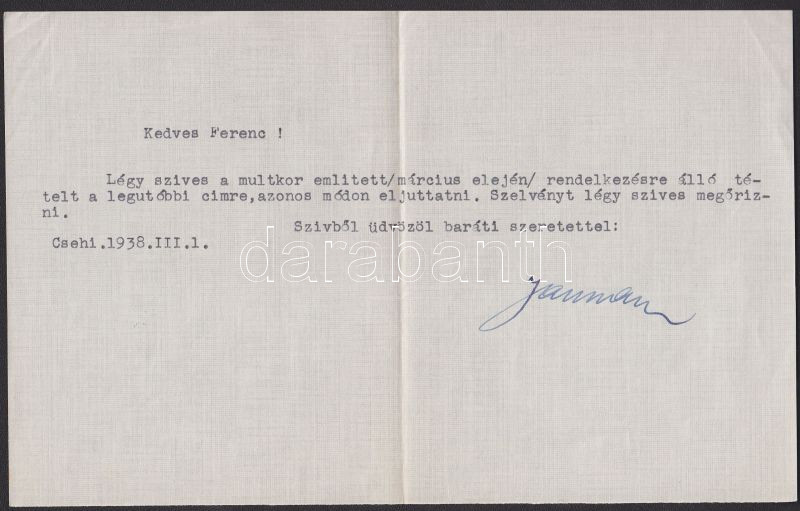 Kedves Ferenc !
Légy szives a multkor emlitett/március elején/ rendelkezésre álló té-
telt a legutóbbi cimre,azonos módon eljuttatni. Szelvényt légy szives megőriz-
ni.
Szivből üdvözöl baráti szeretettel:
Csehi.1938.III.1.
darabanth